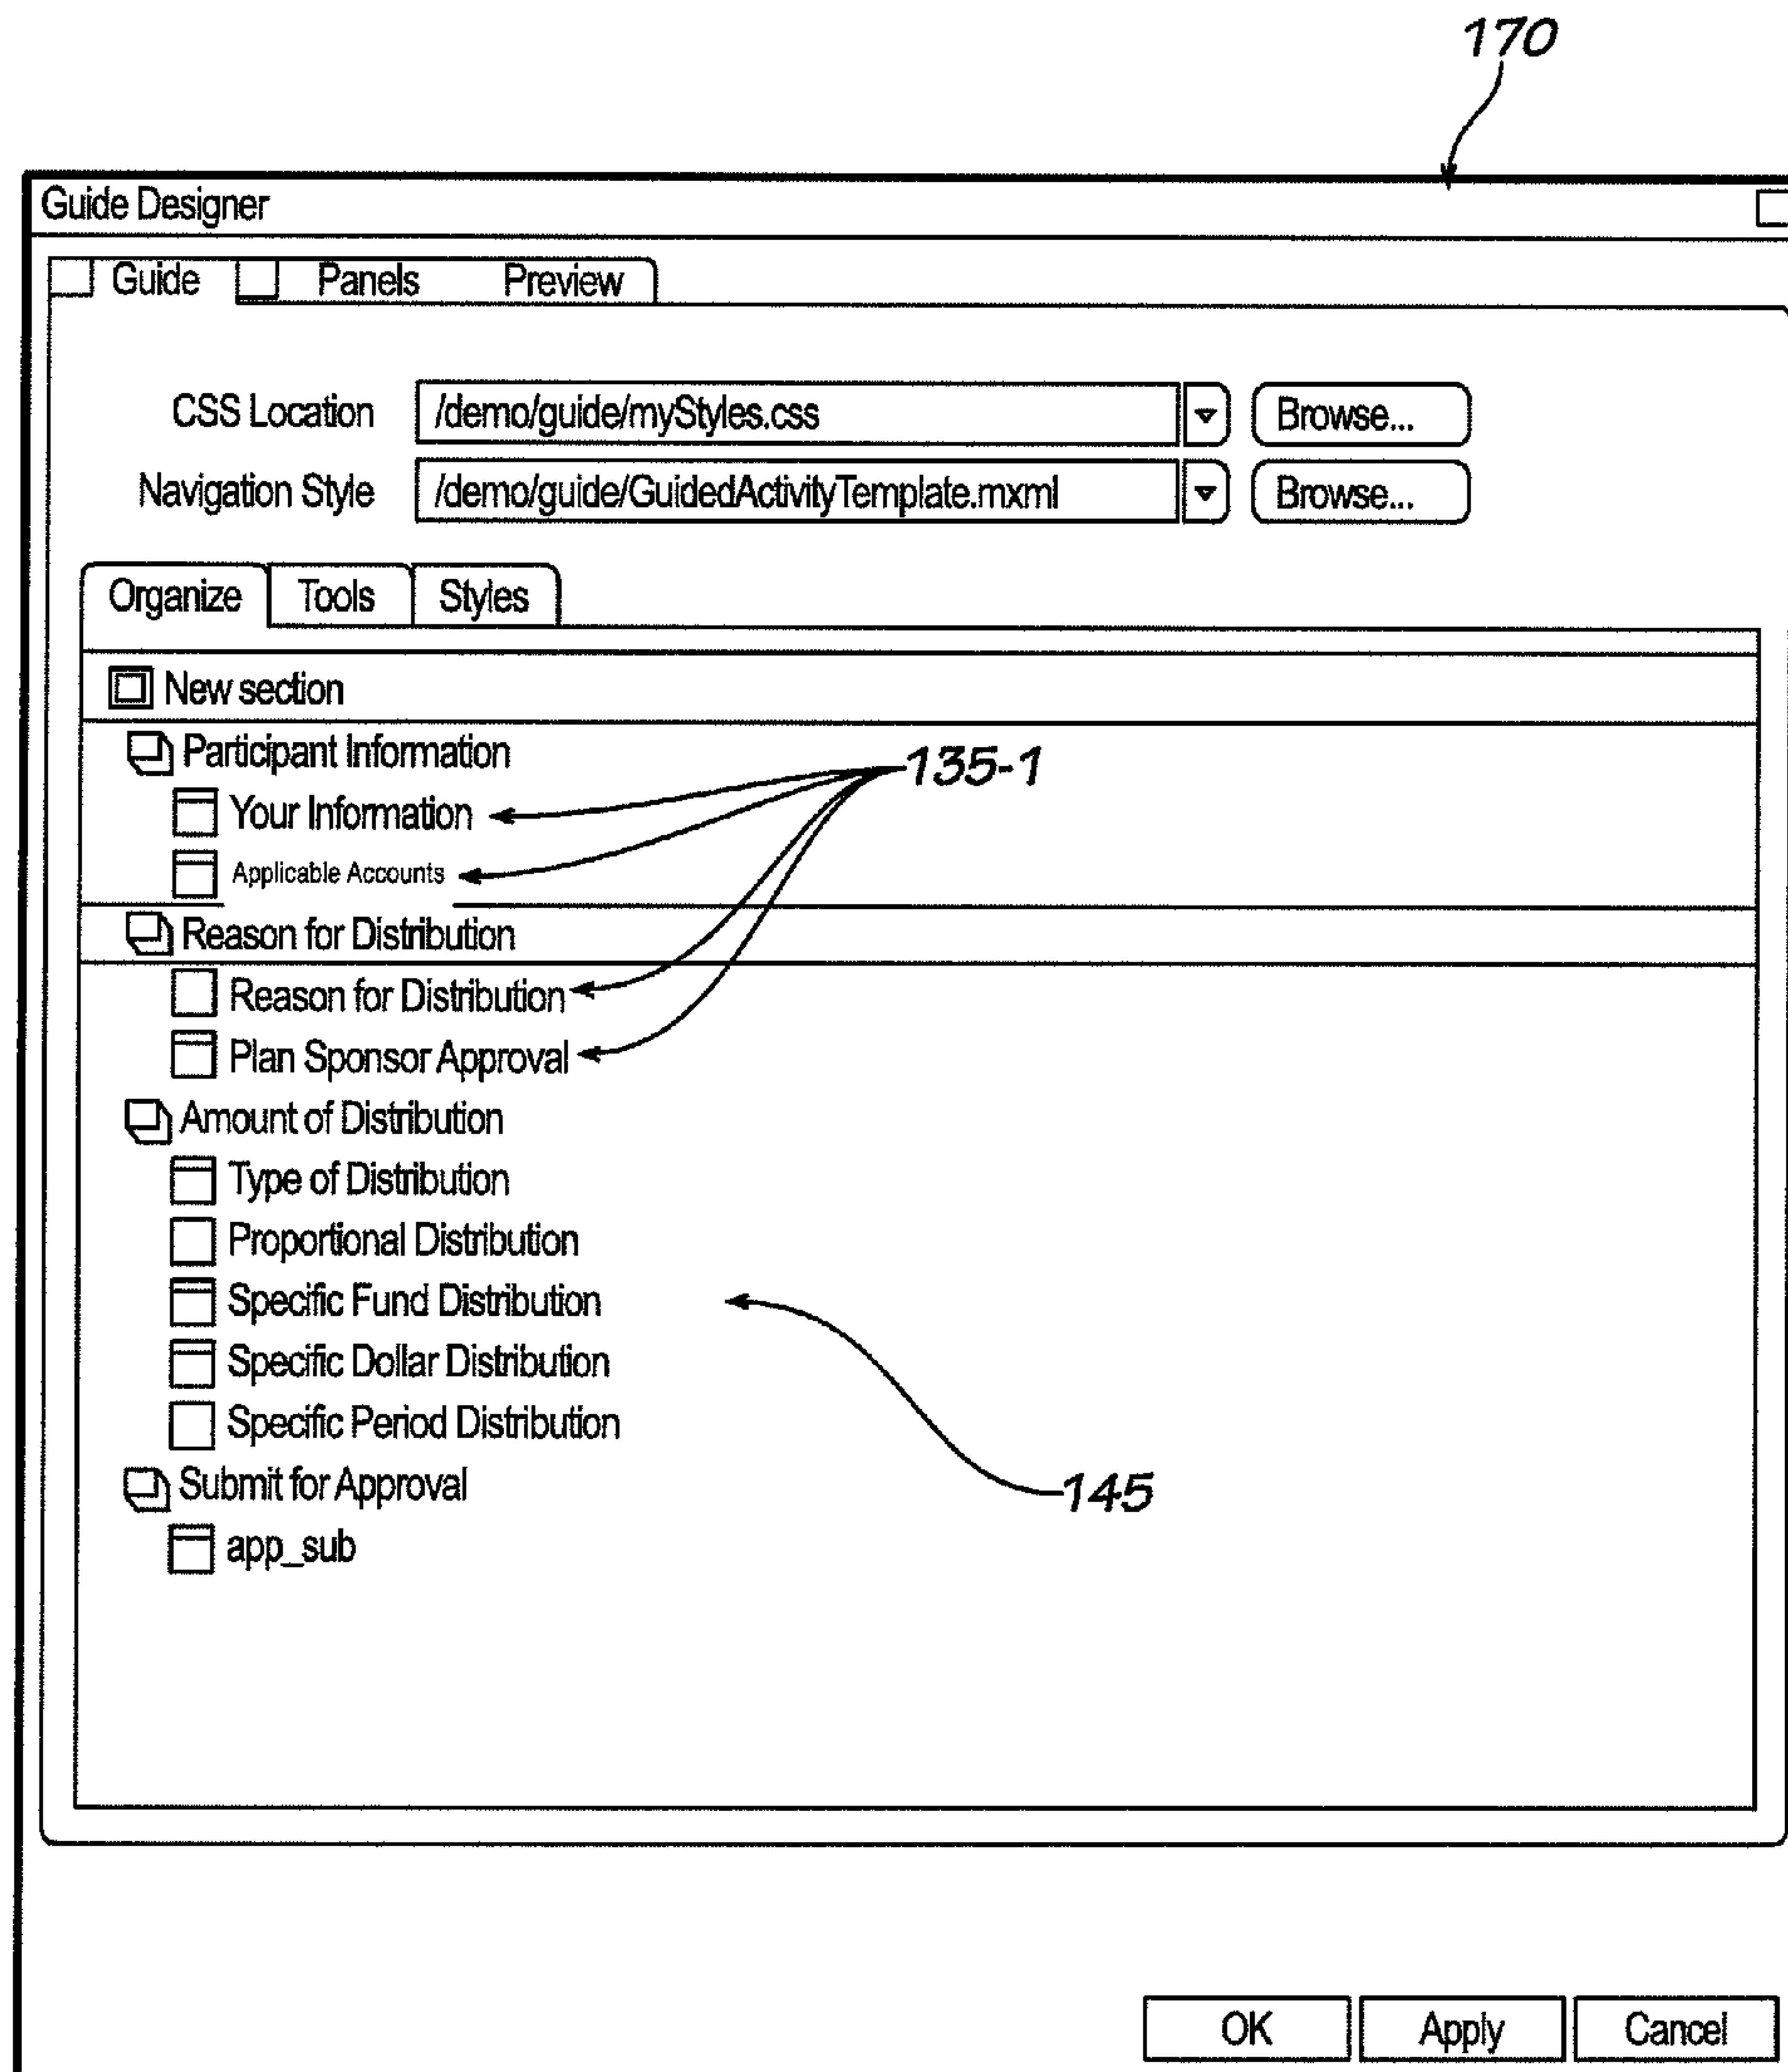 170
Guide Designer
Guide Panels Preview
CSS Location /demo/guide/myStyles.css Browse...
Navigation Style /demo/guide/GuidedActivityTemplate.mxml Browse...
Organize Tools Styles
New section
Participant Information
135-1
Your Information
Applicable Accounts
Reason for Distribution
Reason for Distribution
Plan Sponsor Approval
Amount of Distribution
Type of Distribution
Proportional Distribution
Specific Fund Distribution
Specific Dollar Distribution
Specific Period Distribution
Submit for Approval 145
app_sub
OK Apply Cancel